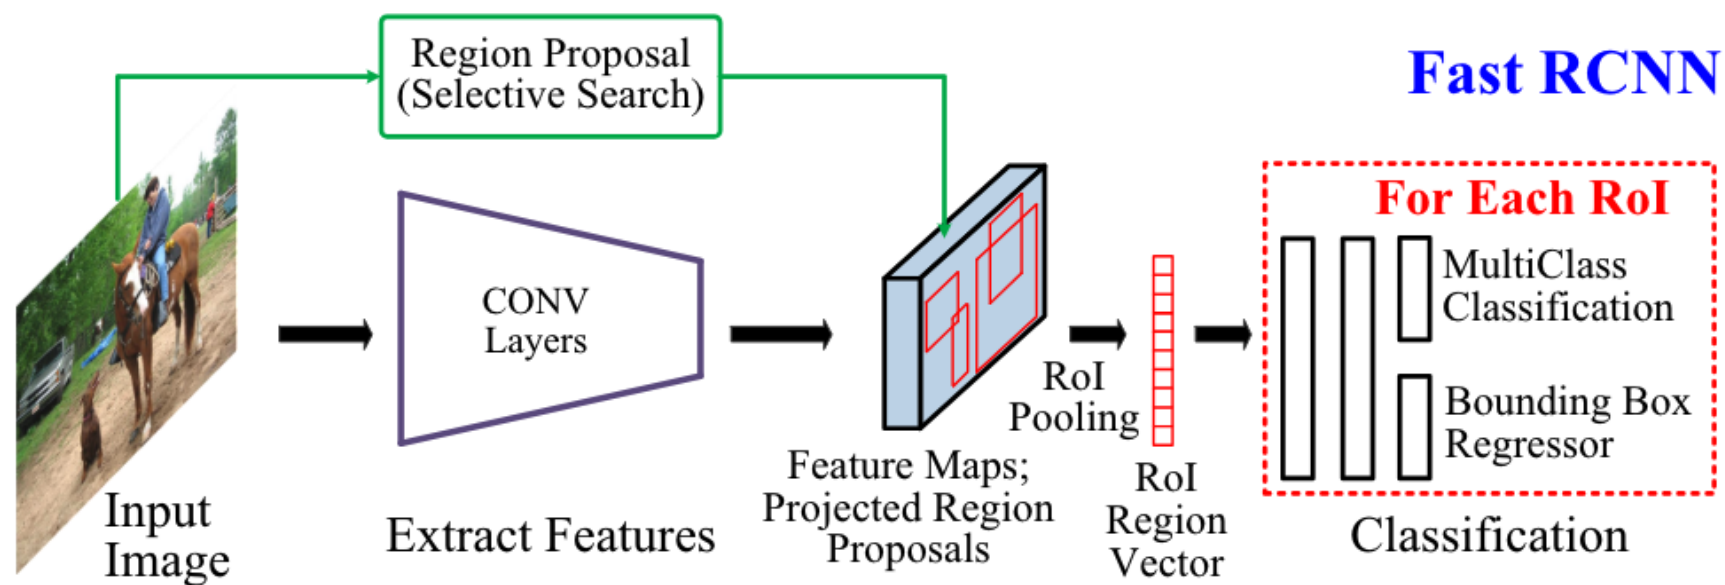 Region Proposal
(Selective Search)
Fast RCNN
For Each RoI
MultiClass
Classification
CONV
Layers
RoI
Pooling
Bounding Box
Regressor
Feature Maps;
Projected Region
Proposals
RoI
Region
Vector
Input
Image
Extract Features
Classification